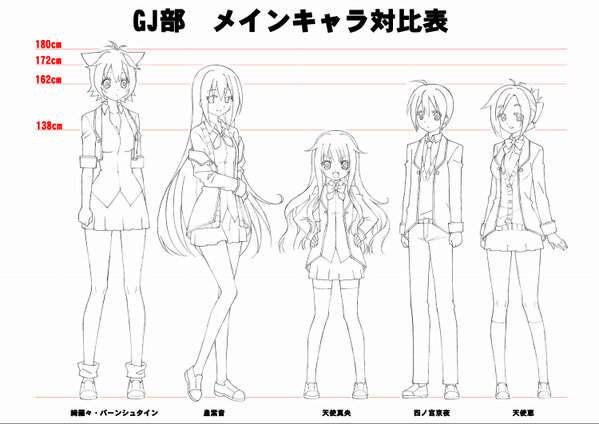 GJ部 メインキャラ対比表
180cm
172cm
162cm
138cm
綺羅々・バーンシュタイン
皇紫音
天使真央
四ノ宮京夜
天使恵